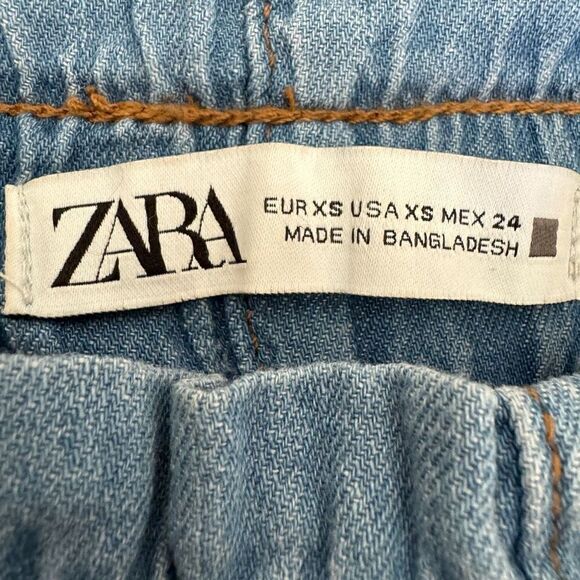 ZARA
EUR XS USA XS MEX 24
MADE IN BANGLADESH